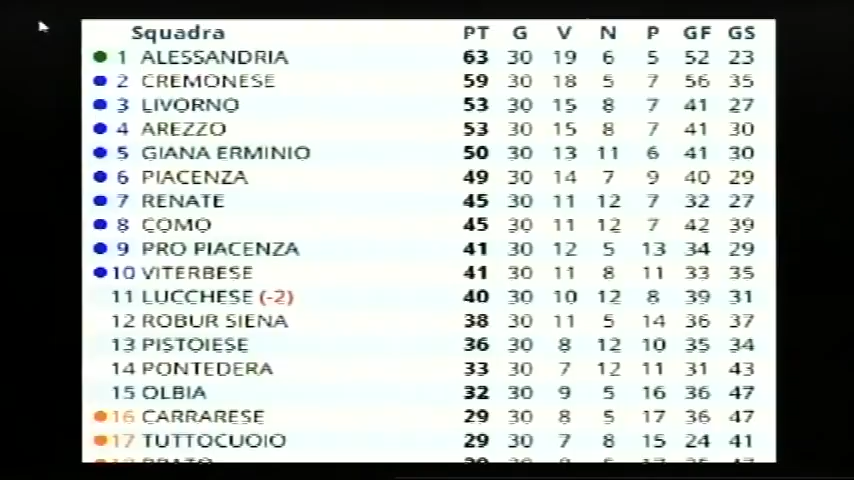 Squadra PT G V N P GF GS
1 ALESSANDRIA 63 30 19 6 5 52 23
2 CREMONESE 59 30 18 5 7 56 35
3 LIVORNO 53 30 15 8 7 41 27
4 AREZZO 53 30 15 8 7 41 30
5 GIANA ERMINIO 50 30 13 11 6 41 30
6 PIACENZA 49 30 14 7 9 40 29
7 RENATE 45 30 11 12 7 32 27
8 COMO 45 30 11 12 7 42 39
9 PRO PIACENZA 41 30 12 5 13 34 29
10 VITERBESE 41 30 11 8 11 33 35
11 LUCCHESE (-2) 40 30 10 12 8 39 31
12 ROBUR SIENA 38 30 11 5 14 36 37
13 PISTOIESE 36 30 8 12 10 35 34
14 PONTEDERA 33 30 7 12 11 31 43
15 OLBIA 32 30 9 5 16 36 47
16 CARRARESE 29 30 8 5 17 36 47
17 TUTTOCUOIO 29 30 7 8 15 24 41